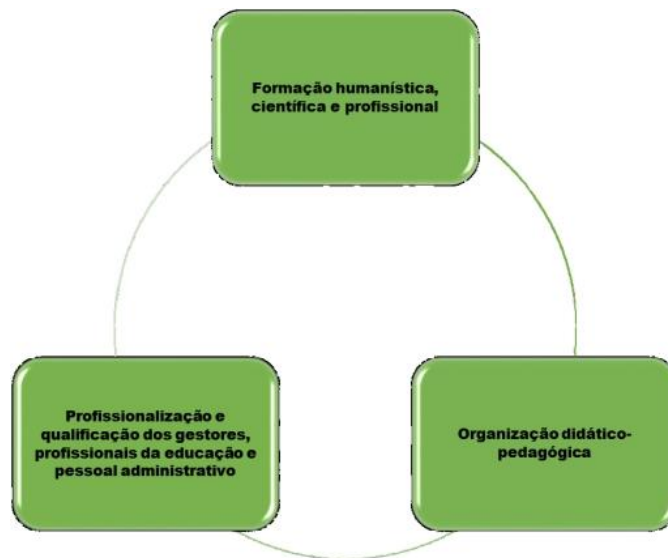 Formação humanística,
científica e profissional
Profissionalização e
qualificação dos gestores,
profissionais da educação e
pessoal administrativo
Organização didático-
pedagógica